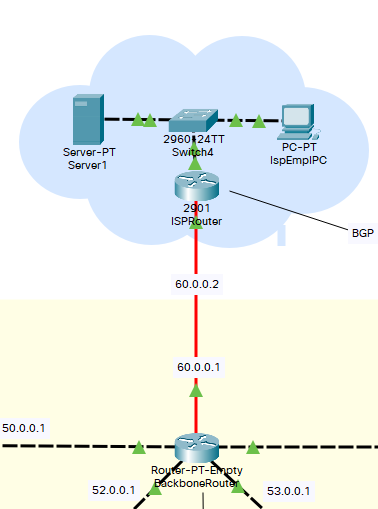 2960-24TT
Server-PT
Switch4
PC-PT
Server1
IspEmplPC
2901
ISPRouter
BGP
60.0.0.2
60.0.0.1
50.0.0.1
Router-PT-Empty
BackboneRouter
52.0.0.1
53.0.0.1